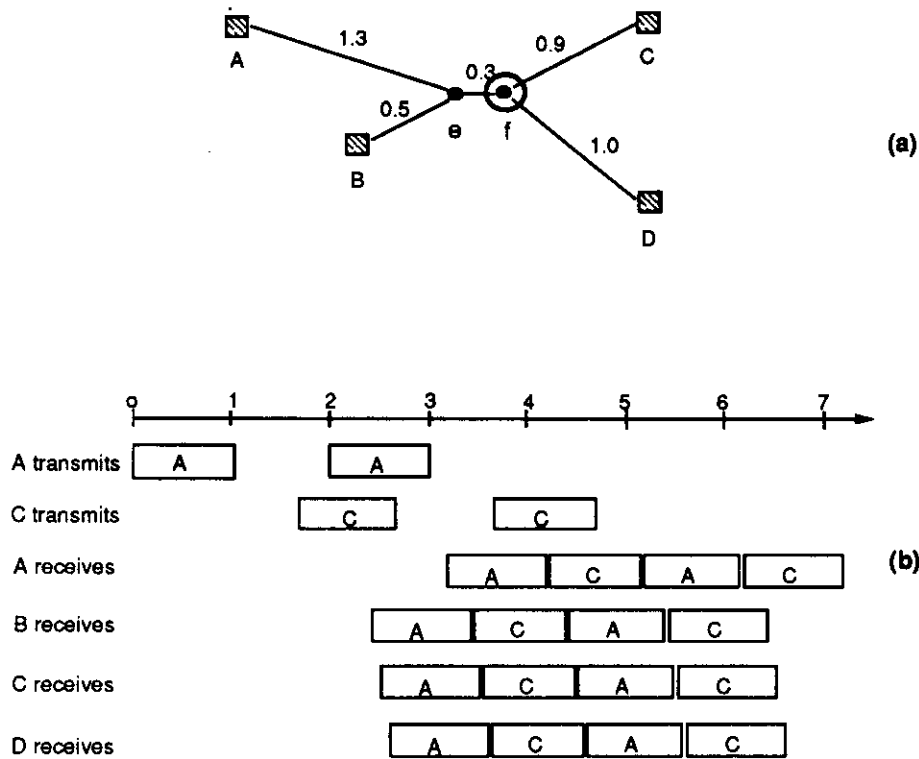 A
1.3
0.9
C
0.3
0.5
e
f
1.0
B
D
(a)
o 1 2 3 4 5 6 7
A transmits A A
C transmits C C
A receives A C A C
(b)
B receives A C A C
C receives A C A C
D receives A C A C